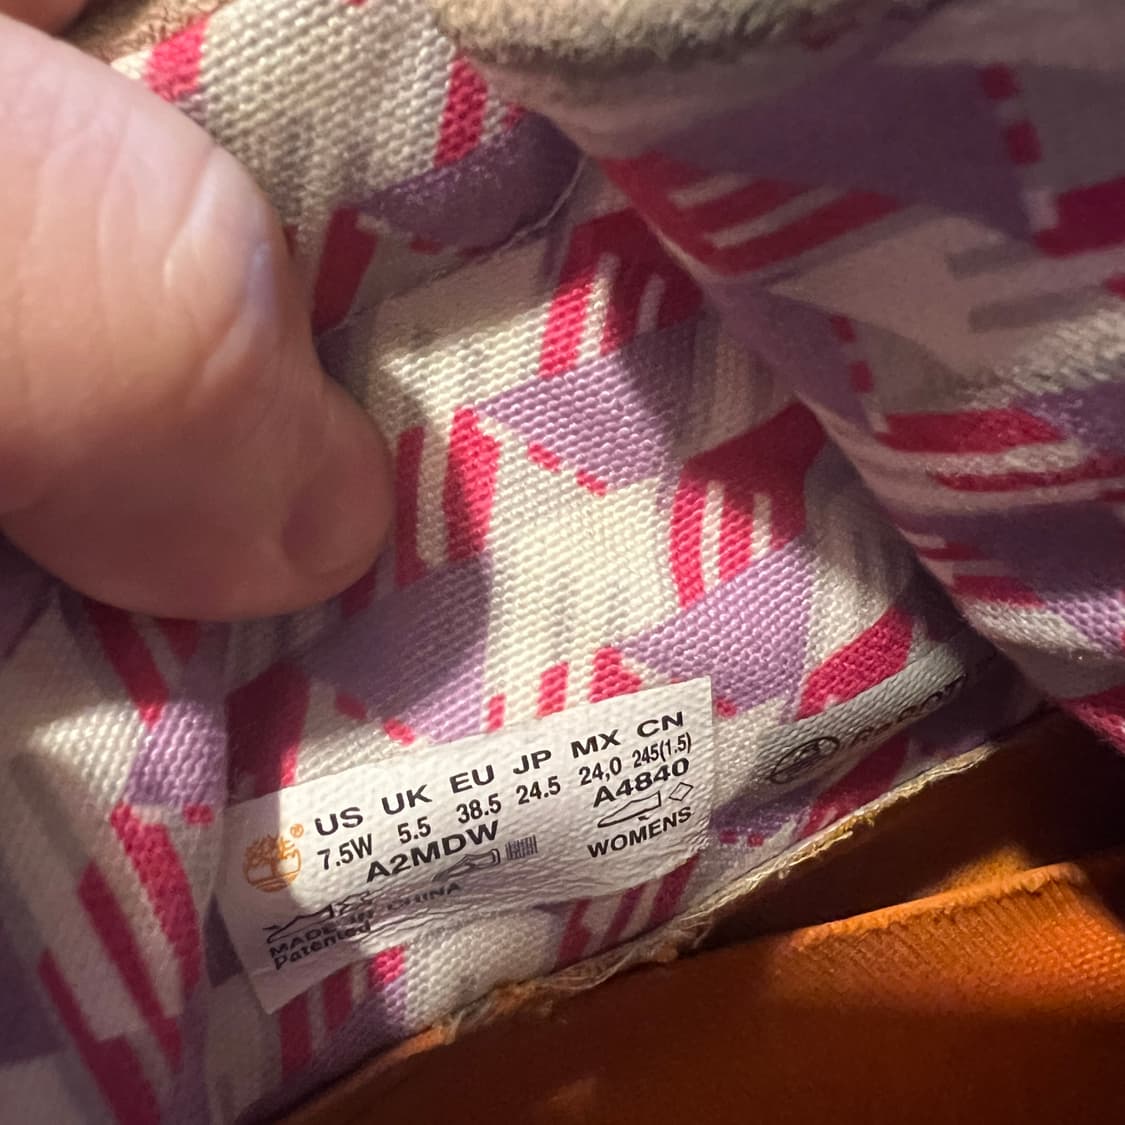 US UK EU JP MX CN
7.5W 5.5 38.5 24.5 24,0 245(1.5)
A2MDW A4840
WOMENS
MADE IN CHINA
Patented